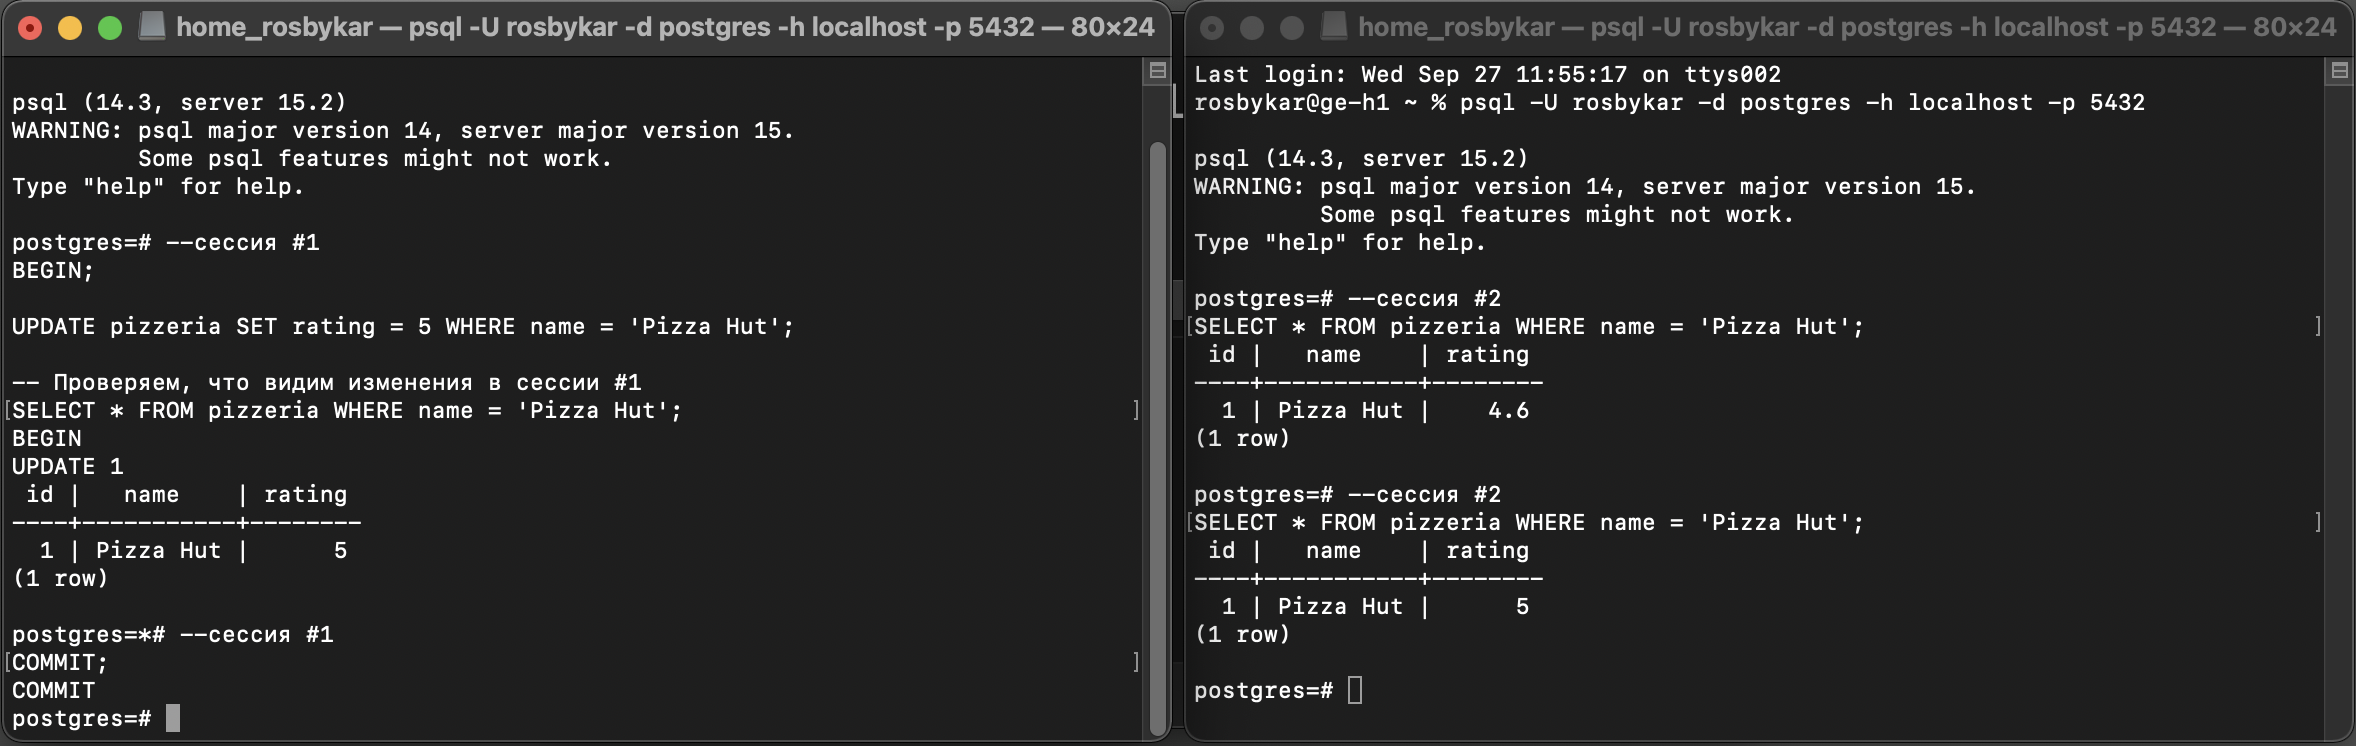 home_rosbykar — psql -U rosbykar -d postgres -h localhost -p 5432 — 80×24
psql (14.3, server 15.2)
WARNING: psql major version 14, server major version 15.
         Some psql features might not work.
Type "help" for help.
postgres=# --сессия #1
BEGIN;
UPDATE pizzeria SET rating = 5 WHERE name = 'Pizza Hut';
-- Проверяем, что видим изменения в сессии #1
[SELECT * FROM pizzeria WHERE name = 'Pizza Hut'; ]
BEGIN
UPDATE 1
 id |   name    | rating
----+-----------+--------
  1 | Pizza Hut |      5
(1 row)
postgres=*# --сессия #1
[COMMIT; ]
COMMIT
postgres=#
home_rosbykar — psql -U rosbykar -d postgres -h localhost -p 5432 — 80×24
Last login: Wed Sep 27 11:55:17 on ttys002
rosbykar@ge-h1 ~ % psql -U rosbykar -d postgres -h localhost -p 5432
psql (14.3, server 15.2)
WARNING: psql major version 14, server major version 15.
         Some psql features might not work.
Type "help" for help.
postgres=# --сессия #2
[SELECT * FROM pizzeria WHERE name = 'Pizza Hut'; ]
 id |   name    | rating
----+-----------+--------
  1 | Pizza Hut |    4.6
(1 row)
postgres=# --сессия #2
[SELECT * FROM pizzeria WHERE name = 'Pizza Hut'; ]
 id |   name    | rating
----+-----------+--------
  1 | Pizza Hut |      5
(1 row)
postgres=#